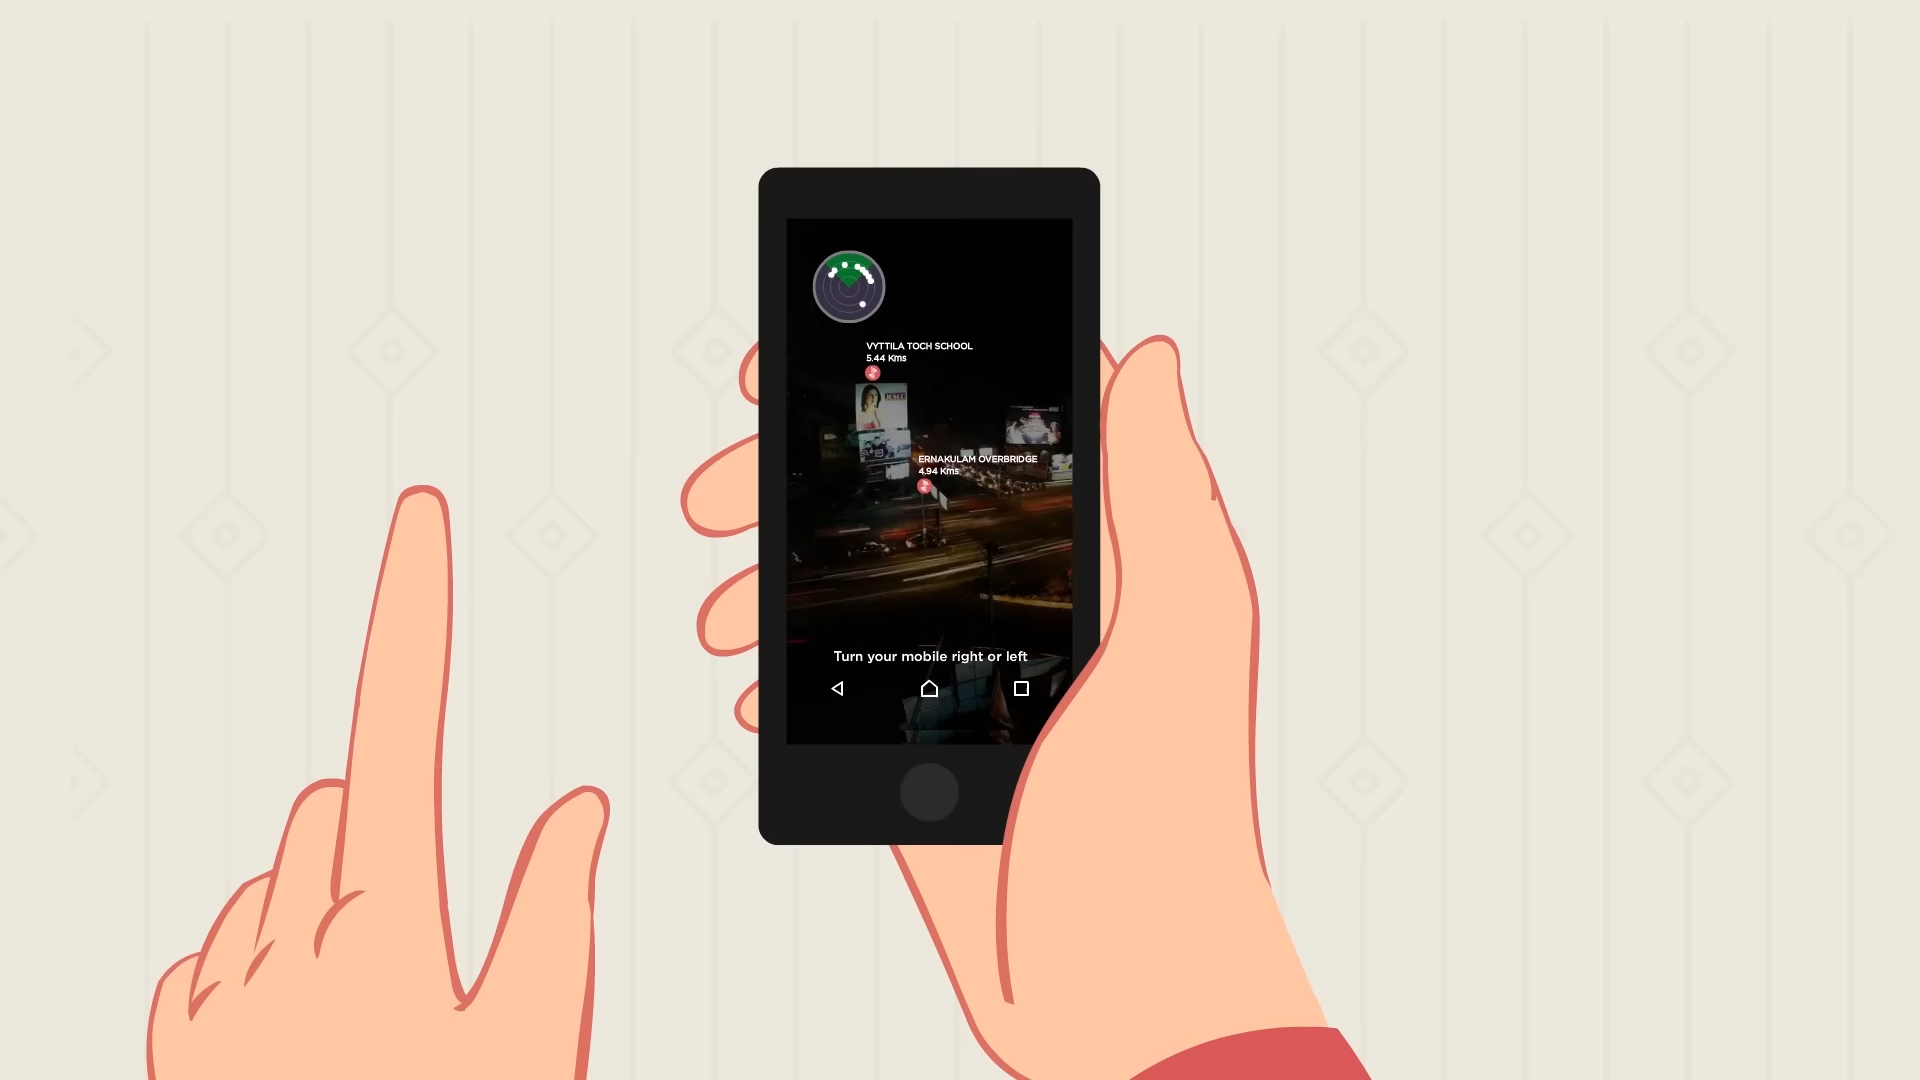 VYTTILA TOCH SCHOOL
5.44 Kms
ERNAKULAM OVERBRIDGE
4.94 Kms
Turn your mobile right or left